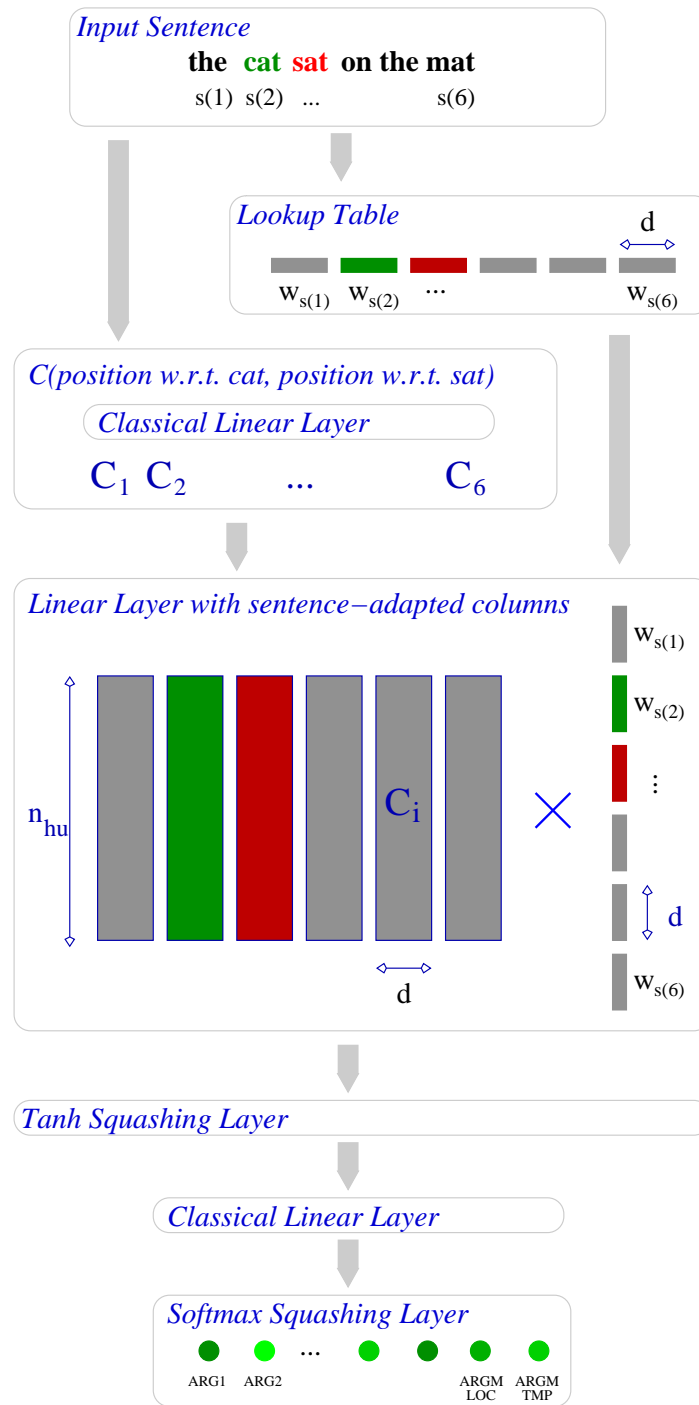 Input Sentence
the cat sat on the mat
s(1) s(2) ... s(6)
Lookup Table
d
w_s(1) w_s(2) ... w_s(6)
C(position w.r.t. cat, position w.r.t. sat)
Classical Linear Layer
C_1 C_2 ... C_6
Linear Layer with sentence−adapted columns
w_s(1)
w_s(2)
...
n_hu
C_i
×
d
w_s(6)
d
Tanh Squashing Layer
Classical Linear Layer
Softmax Squashing Layer
...
ARG1 ARG2 ARGM ARGM
LOC TMP